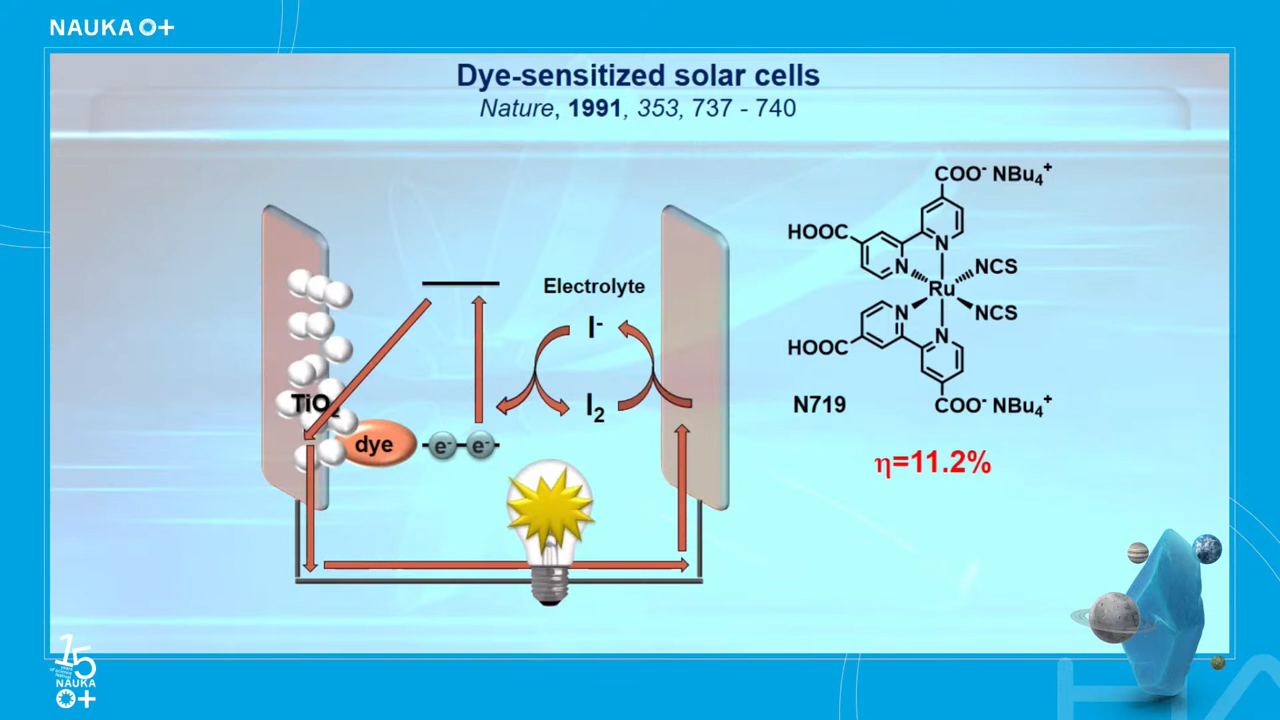 NAUKA 0+
Dye-sensitized solar cells
Nature, 1991, 353, 737 - 740
COO⁻ NBu₄⁺
HOOC
N
N
NCS
Ru
NCS
N
N
HOOC
COO⁻ NBu₄⁺
N719
η=11.2%
Electrolyte
I⁻
I₂
TiO₂
dye
e⁻
e⁻
15
NAUKA
0+